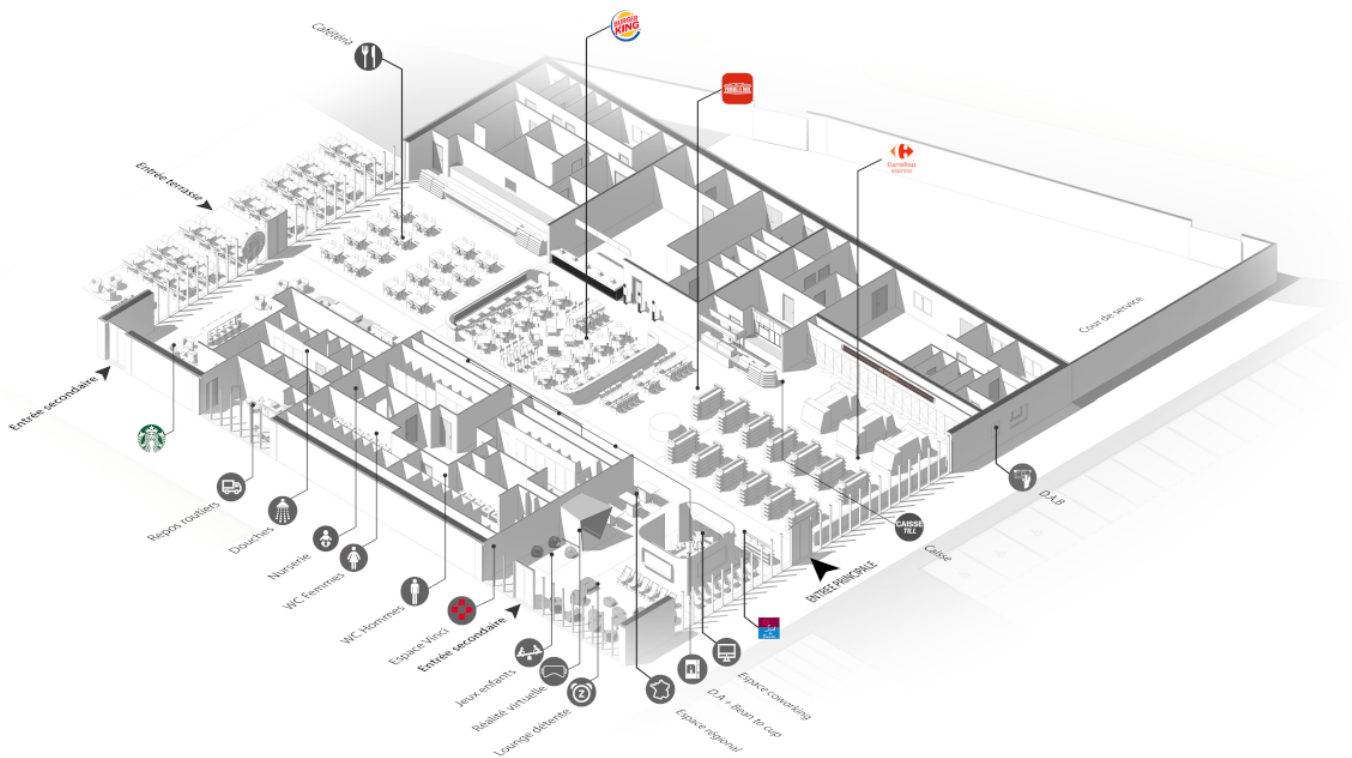 Cafétéria
BURGER KING
Entrée terrasse
Carrefour
express
Cour de service
Entrée secondaire
Repos routiers
Douches
Nurserie
WC Femmes
WC Hommes
Espace Vinci
Entrée secondaire
Jeux enfants
Réalité virtuelle
Lounge détente
Z
D.A.B
CAISSE
TILL
Caisse
ENTREE PRINCIPALE
Espace coworking
D.A + Bean to cup
Espace régional